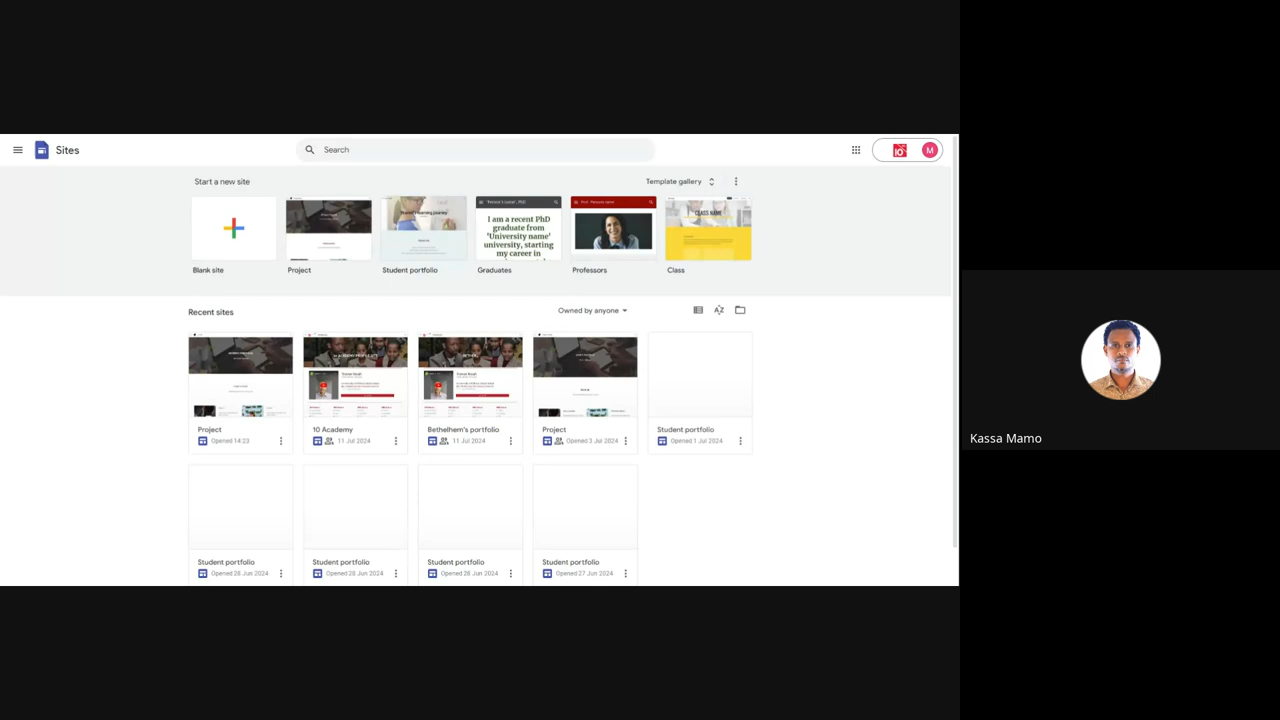 Sites
Search
M
Start a new site
Template gallery
I am a recent PhD
graduate from
'University name'
university, starting
my career in
CLASS NAME
Blank site
Project
Student portfolio
Graduates
Professors
Class
Recent sites
Owned by anyone
Project
Opened 14:23
10 Academy
11 Jul 2024
Bethelhem's portfolio
11 Jul 2024
Project
Opened 3 Jul 2024
Student portfolio
Opened 1 Jul 2024
Student portfolio
Opened 28 Jun 2024
Student portfolio
Opened 28 Jun 2024
Student portfolio
Opened 28 Jun 2024
Student portfolio
Opened 27 Jun 2024
Kassa Mamo